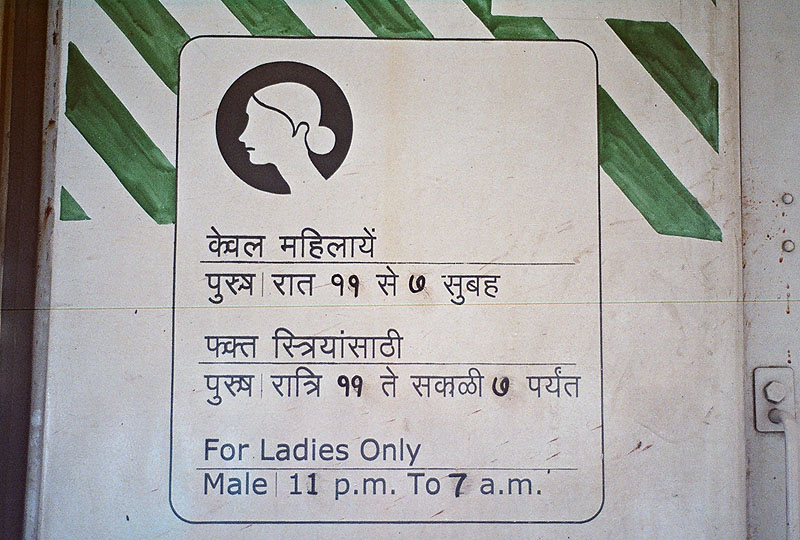 केवल महिलायें
पुरुष | रात ११ से ७ सुबह
फक्त स्त्रियांसाठी
पुरुष | रात्रि ११ ते सकाळी ७ पर्यंत
For Ladies Only
Male | 11 p.m. To 7 a.m.